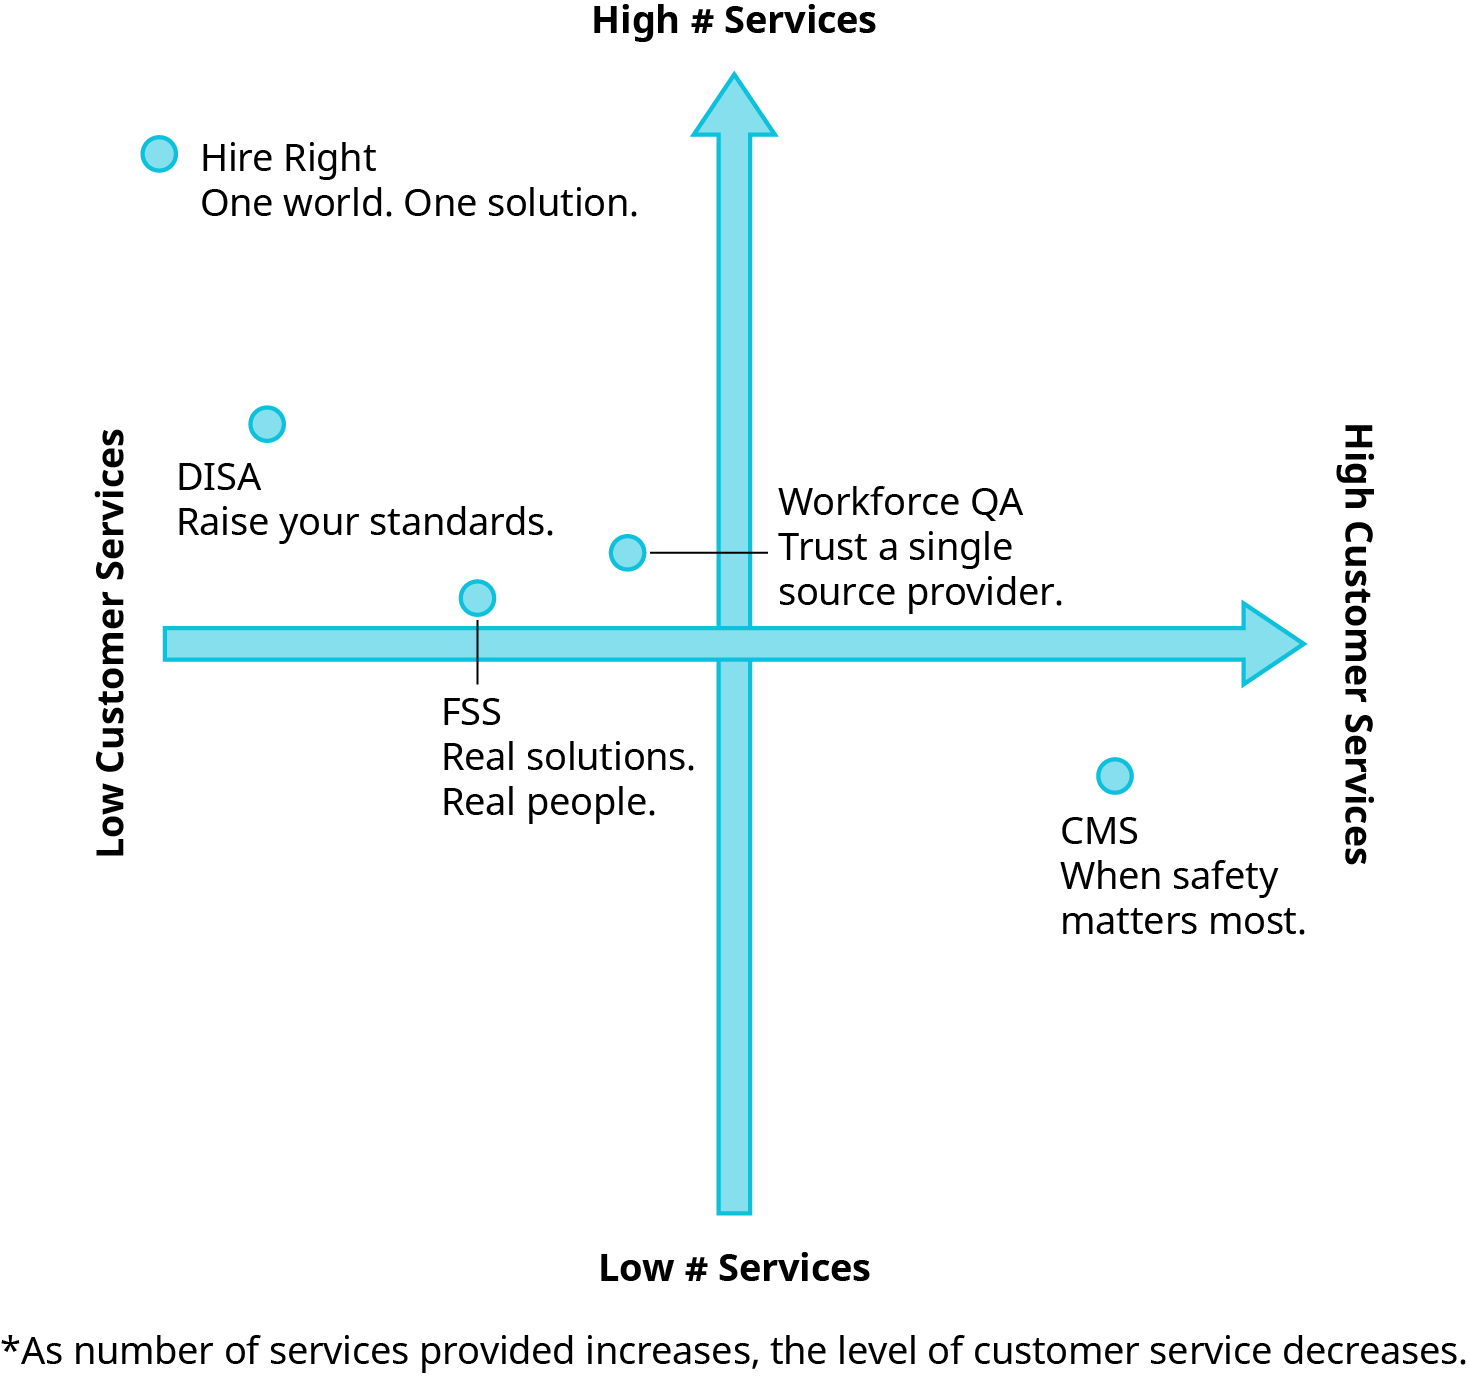 High # Services
Hire Right
One world. One solution.
Low Customer Services
DISA
Raise your standards.
Workforce QA
Trust a single
source provider.
High Customer Services
FSS
Real solutions.
Real people.
CMS
When safety
matters most.
Low # Services
*As number of services provided increases, the level of customer service decreases.